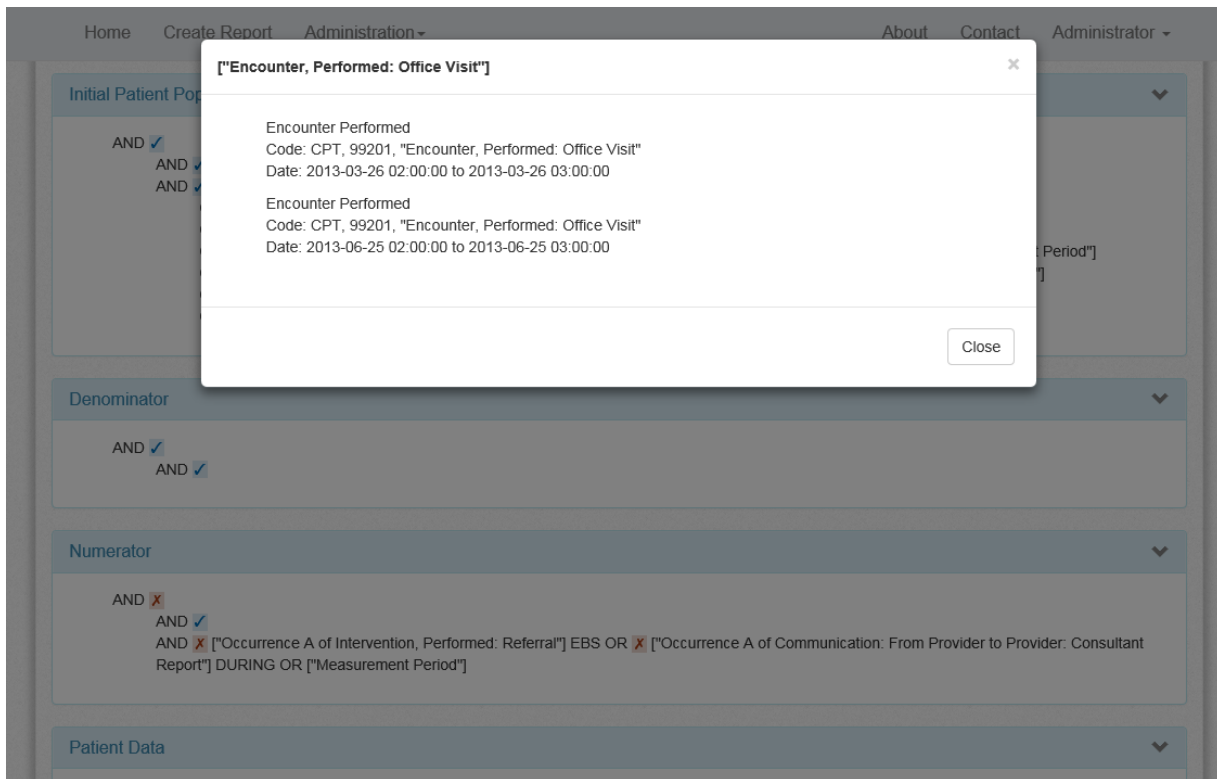 Home Create Report Administration About Contact Administrator
["Encounter, Performed: Office Visit"] ×
Initial Patient Pop
Encounter Performed
Code: CPT, 99201, "Encounter, Performed: Office Visit"
Date: 2013-03-26 02:00:00 to 2013-03-26 03:00:00
Encounter Performed
Code: CPT, 99201, "Encounter, Performed: Office Visit"
Date: 2013-06-25 02:00:00 to 2013-06-25 03:00:00
AND ✓
AND ✓
AND ✓
t Period"]
"]
Close
Denominator
AND ✓
AND ✓
Numerator
AND ✗
AND ✓
AND ✗ ["Occurrence A of Intervention, Performed: Referral"] EBS OR ✗ ["Occurrence A of Communication: From Provider to Provider: Consultant
Report"] DURING OR ["Measurement Period"]
Patient Data